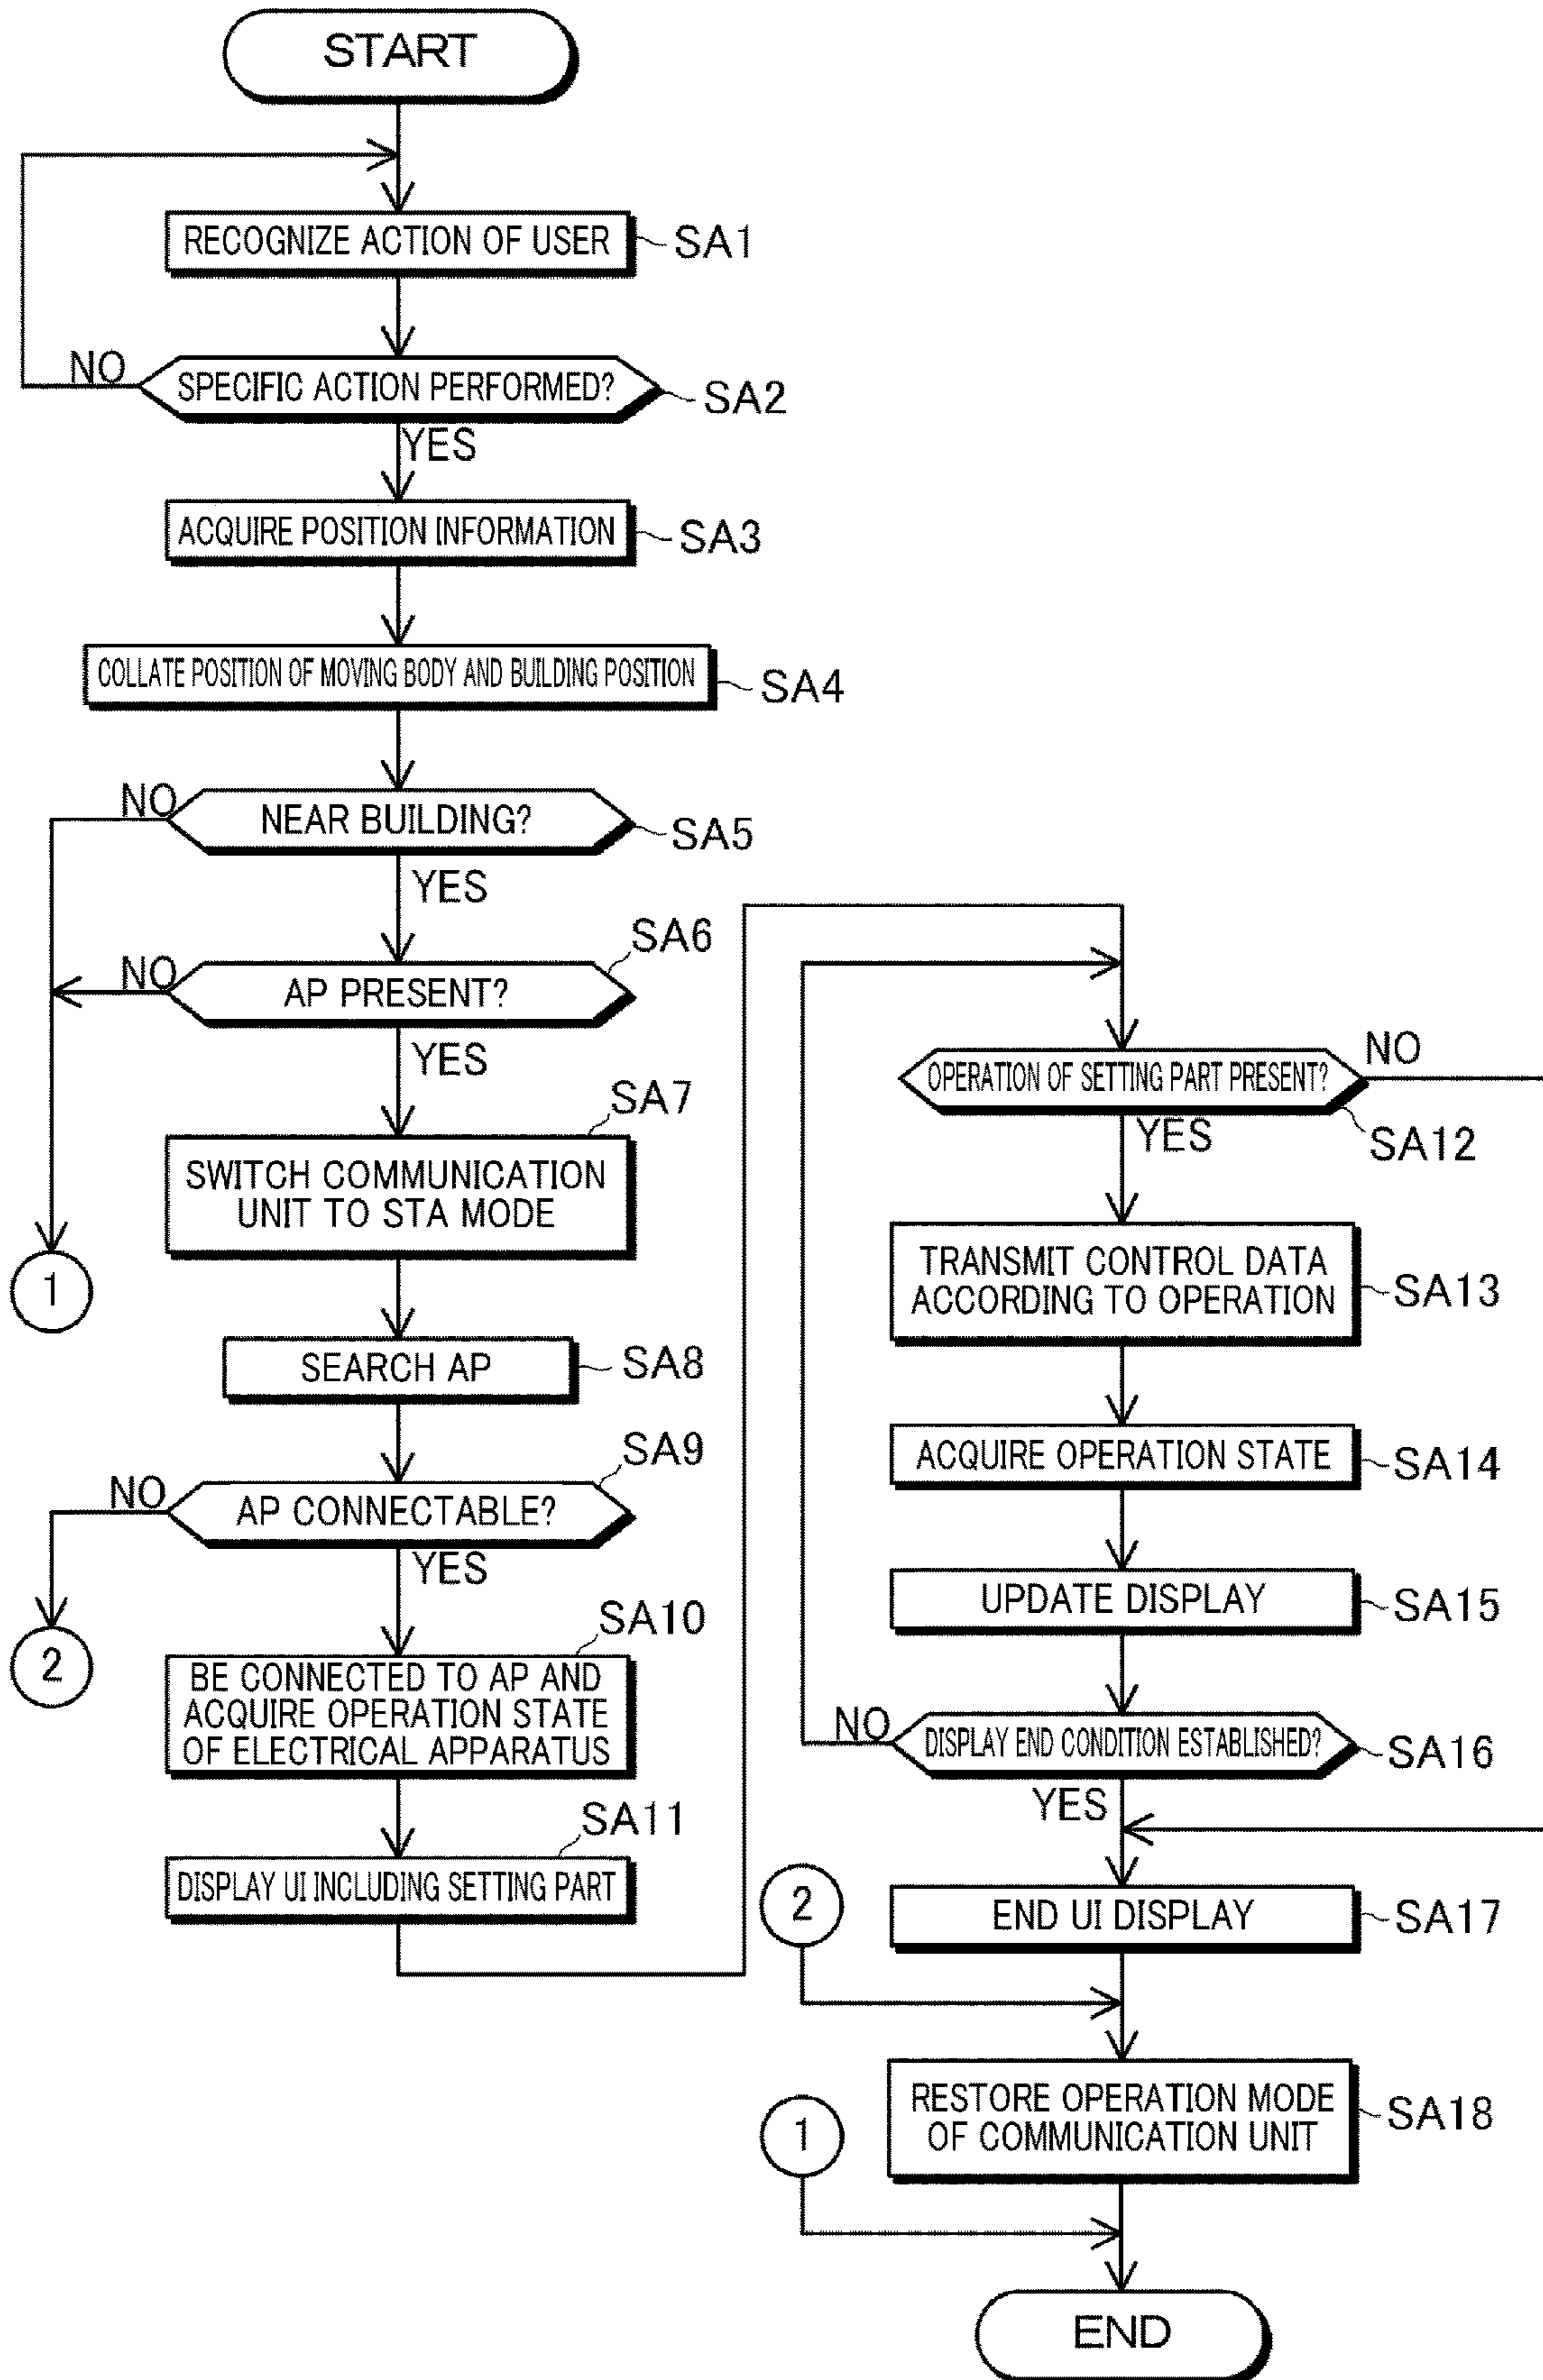 START
RECOGNIZE ACTION OF USER
SA1
NO
SPECIFIC ACTION PERFORMED?
SA2
YES
ACQUIRE POSITION INFORMATION
SA3
COLLATE POSITION OF MOVING BODY AND BUILDING POSITION
SA4
NO
NEAR BUILDING?
SA5
YES
SA6
NO
AP PRESENT?
YES
SA7
SWITCH COMMUNICATION
UNIT TO STA MODE
1
SEARCH AP
SA8
SA9
NO
AP CONNECTABLE?
YES
2
SA10
BE CONNECTED TO AP AND
ACQUIRE OPERATION STATE
OF ELECTRICAL APPARATUS
SA11
DISPLAY UI INCLUDING SETTING PART
NO
OPERATION OF SETTING PART PRESENT?
SA12
YES
TRANSMIT CONTROL DATA
ACCORDING TO OPERATION
SA13
ACQUIRE OPERATION STATE
SA14
UPDATE DISPLAY
SA15
NO
DISPLAY END CONDITION ESTABLISHED?
SA16
YES
2
END UI DISPLAY
SA17
RESTORE OPERATION MODE
OF COMMUNICATION UNIT
SA18
1
END